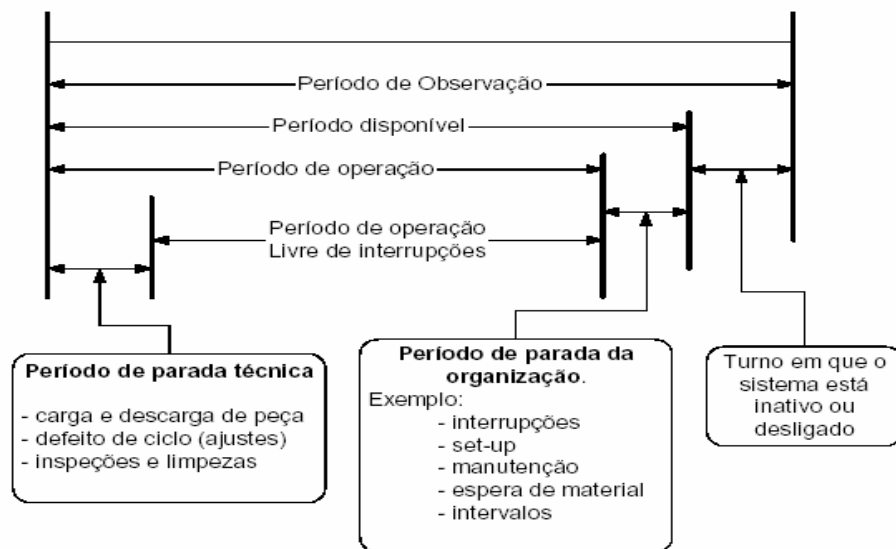 Período de Observação
Período disponível
Período de operação
Período de operação
Livre de interrupções
Período de parada técnica
- carga e descarga de peça
- defeito de ciclo (ajustes)
- inspeções e limpezas
Período de parada da
organização.
Exemplo:
- interrupções
- set-up
- manutenção
- espera de material
- intervalos
Turno em que o
sistema está
inativo ou
desligado